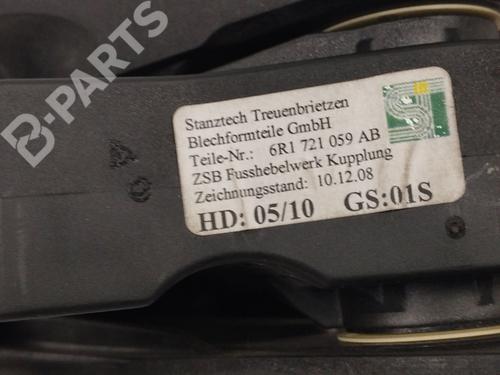 B-PARTS
Stanztech Treuenbrietzen
Blechformteile GmbH
Teile-Nr.: 6R1 721 059 AB
ZSB Fusshebelwerk Kupplung
Zeichnungsstand: 10.12.08
HD: 05/10 GS:01S
B-PARTS